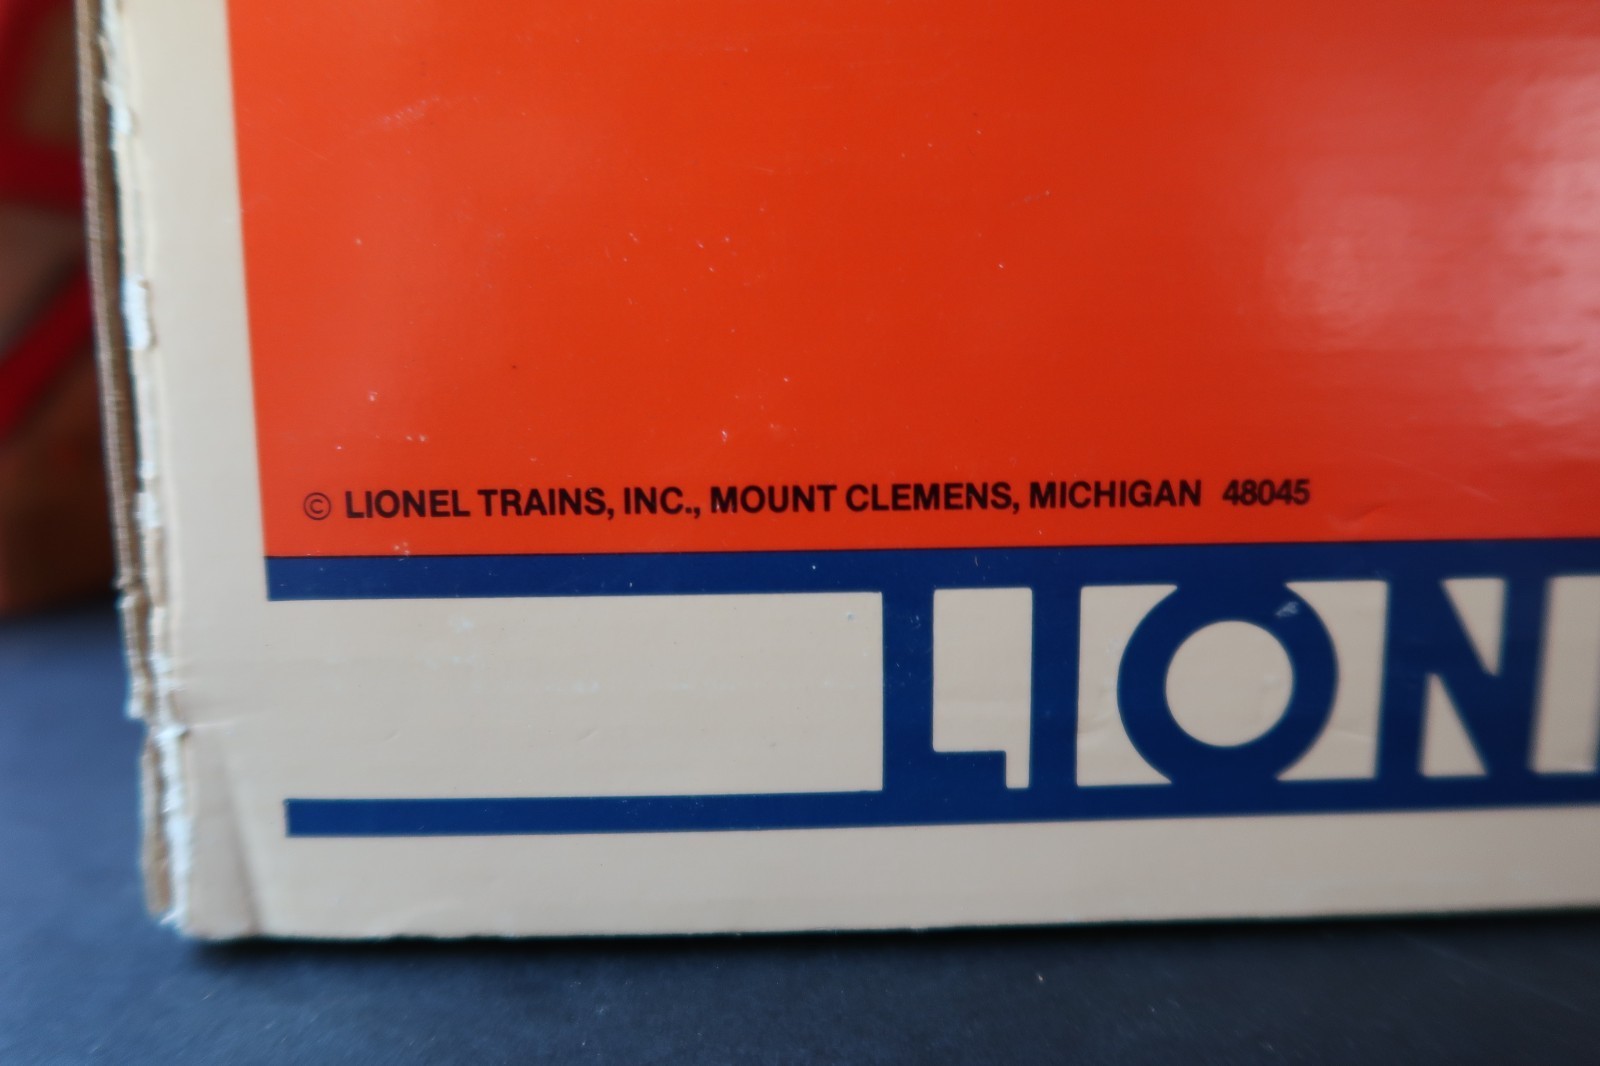 © LIONEL TRAINS, INC., MOUNT CLEMENS, MICHIGAN 48045
LION